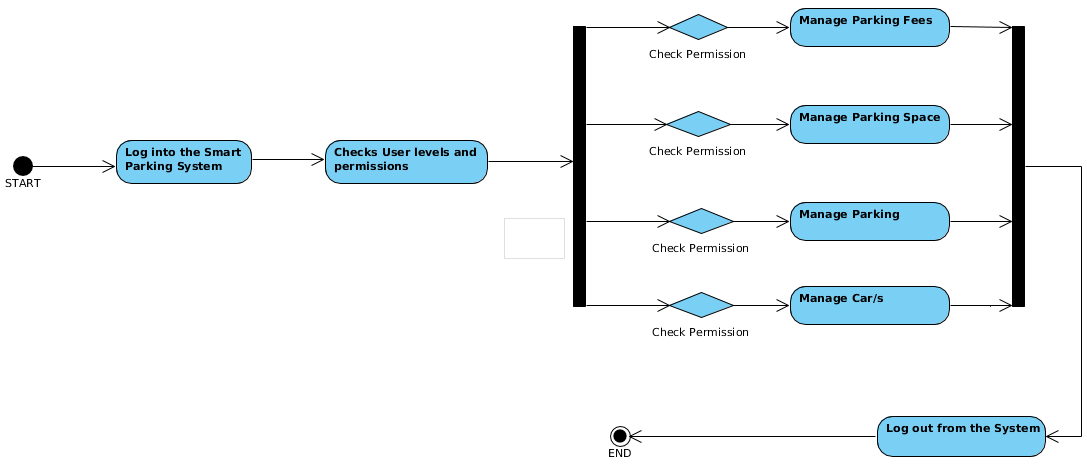 Manage Parking Fees
Check Permission
Manage Parking Space
Check Permission
Log into the Smart
Parking System
Checks User levels and
permissions
START
Manage Parking
Check Permission
Manage Car/s
Check Permission
Log out from the System
END